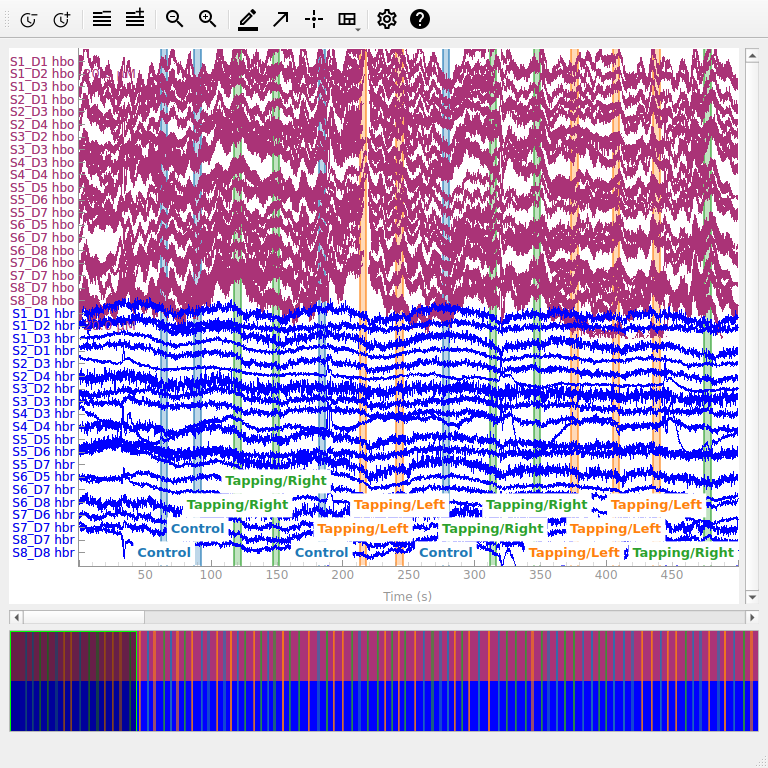 S1_D1 hbo
S1_D2 hbo
S1_D3 hbo
S2_D1 hbo
S2_D3 hbo
S2_D4 hbo
S3_D2 hbo
S3_D3 hbo
S4_D3 hbo
S4_D4 hbo
S5_D5 hbo
S5_D6 hbo
S5_D7 hbo
S6_D5 hbo
S6_D7 hbo
S6_D8 hbo
S7_D6 hbo
S7_D7 hbo
S8_D7 hbo
S8_D8 hbo
S1_D1 hbr
S1_D2 hbr
S1_D3 hbr
S2_D1 hbr
S2_D3 hbr
S2_D4 hbr
S3_D2 hbr
S3_D3 hbr
S4_D3 hbr
S4_D4 hbr
S5_D5 hbr
S5_D6 hbr
S5_D7 hbr
S6_D5 hbr
S6_D7 hbr
S6_D8 hbr
S7_D6 hbr
S7_D7 hbr
S8_D7 hbr
S8_D8 hbr
Tapping/Right
Tapping/Right Tapping/Left Tapping/Right Tapping/Left
Control Tapping/Left Tapping/Right Tapping/Left
Control Control Control Tapping/Left Tapping/Right
50 100 150 200 250 300 350 400 450
Time (s)